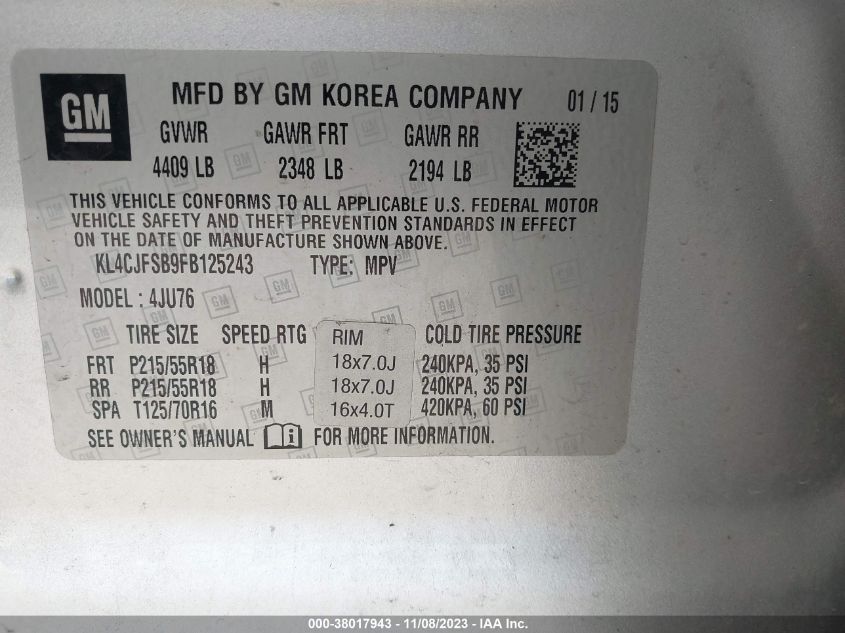 GM MFD BY GM KOREA COMPANY 01 / 15
GVWR GAWR FRT GAWR RR
4409 LB 2348 LB 2194 LB
THIS VEHICLE CONFORMS TO ALL APPLICABLE U.S. FEDERAL MOTOR
VEHICLE SAFETY AND THEFT PREVENTION STANDARDS IN EFFECT
ON THE DATE OF MANUFACTURE SHOWN ABOVE.
KL4CJFSB9FB125243 TYPE: MPV
MODEL : 4JU76
TIRE SIZE SPEED RTG RIM COLD TIRE PRESSURE
FRT P215/55R18 H 18x7.0J 240KPA, 35 PSI
RR P215/55R18 H 18x7.0J 240KPA, 35 PSI
SPA T125/70R16 M 16x4.0T 420KPA, 60 PSI
SEE OWNER'S MANUAL FOR MORE INFORMATION.
000-38017943 - 11/08/2023 - IAA Inc.